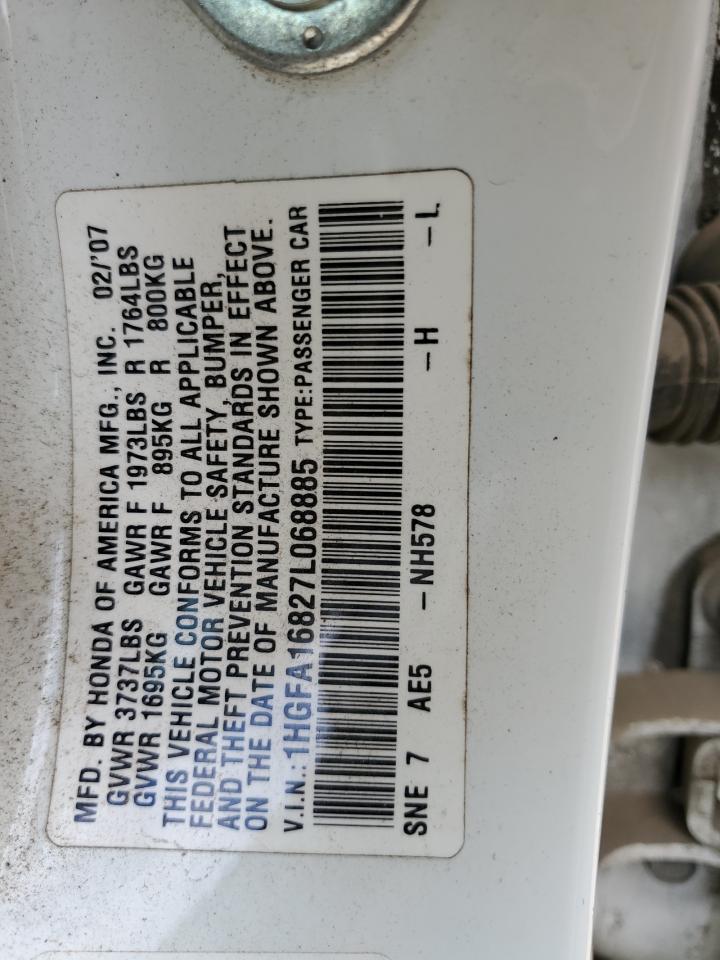 MFD. BY HONDA OF AMERICA MFG., INC. 02/'07
GVWR 3737LBS GAWR F 1973LBS R 1764LBS
GVWR 1695KG GAWR F 895KG R 800KG
THIS VEHICLE CONFORMS TO ALL APPLICABLE
FEDERAL MOTOR VEHICLE SAFETY, BUMPER,
AND THEFT PREVENTION STANDARDS IN EFFECT
ON THE DATE OF MANUFACTURE SHOWN ABOVE.
V.I.N.:1HGFA16827L068885 TYPE:PASSENGER CAR
SNE 7 AE5 -NH578 -H -L